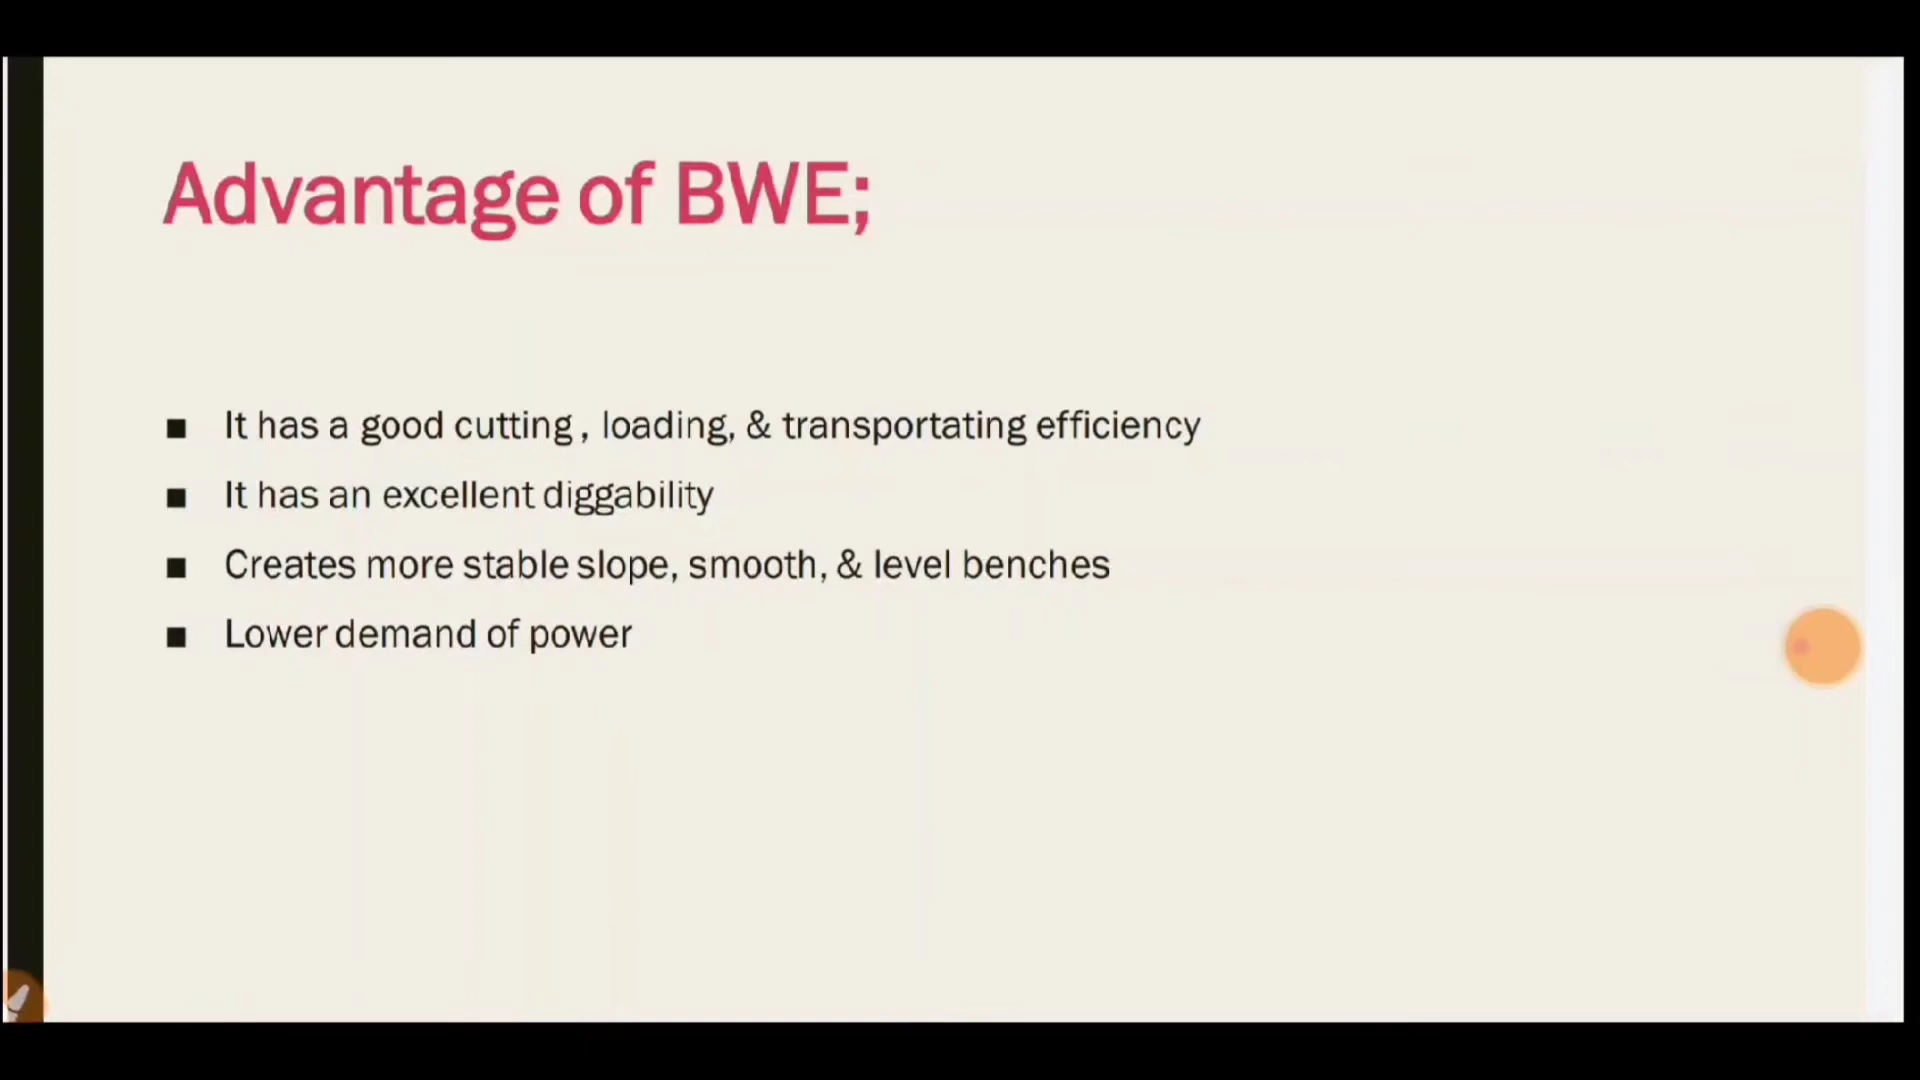 Advantage of BWE;
It has a good cutting , loading, & transportating efficiency
It has an excellent diggability
Creates more stable slope, smooth, & level benches
Lower demand of power